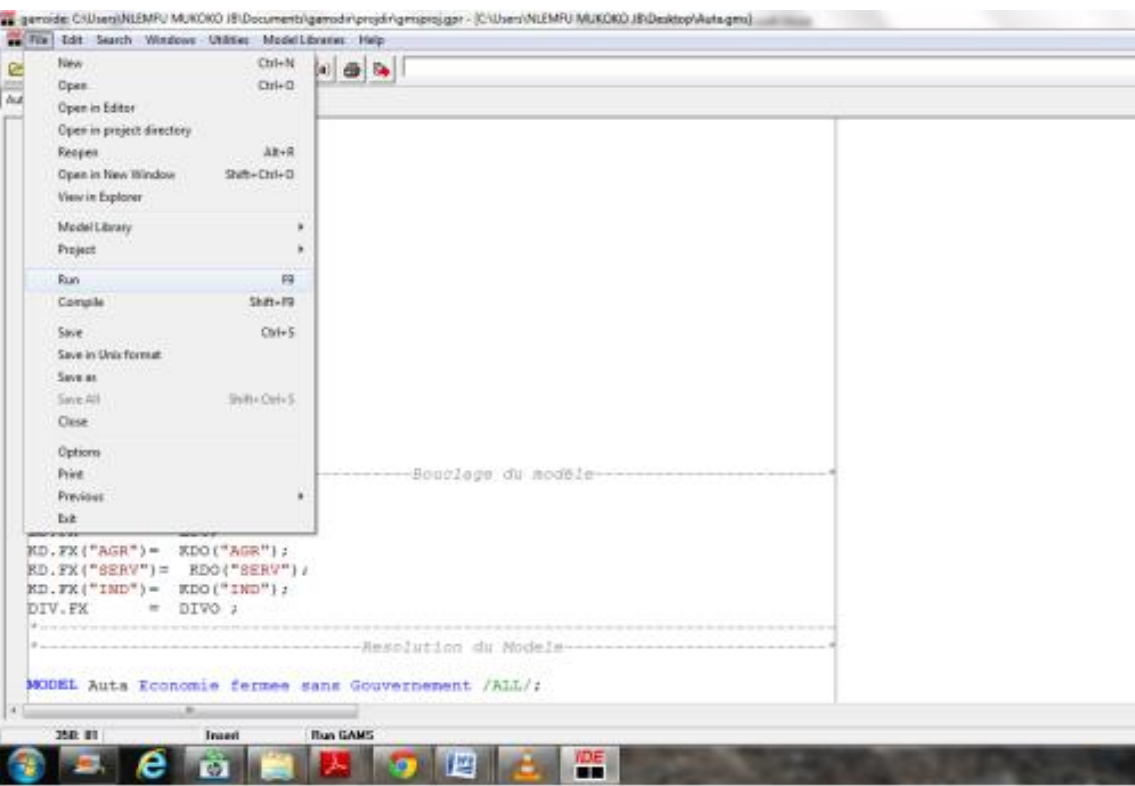 gamside: C:\Users\NLEMFU MUKOKO JB\Documents\gamsdir\projdir\gmsproj.gpr - [C:\Users\NLEMFU MUKOKO JB\Desktop\Auta.gms]
File Edit Search Windows Utilities Model Libraries Help
New Ctrl+N
(a)
Open Ctrl+O
Open in Editor
Open in project directory
Reopen Alt+R
Open in New Window Shift+Ctrl+O
View in Explorer
Model Library
Project
Run F9
Compile Shift+F9
Save Ctrl+S
Save in Unix format
Save as
Save All Shift+Ctrl+S
Close
Options
Print
Previous
Exit
Bouclage du modèle
KD.FX("AGR")= KDO("AGR");
KD.FX("SERV")= KDO("SERV");
KD.FX("IND")= KDO("IND");
DIV.FX = DIVO ;
*------------------------------Resolution du Modele------------------------*
MODEL Auta Economie fermee sans Gouvernement /ALL/;
358: 81 Insert Run GAMS
IDE